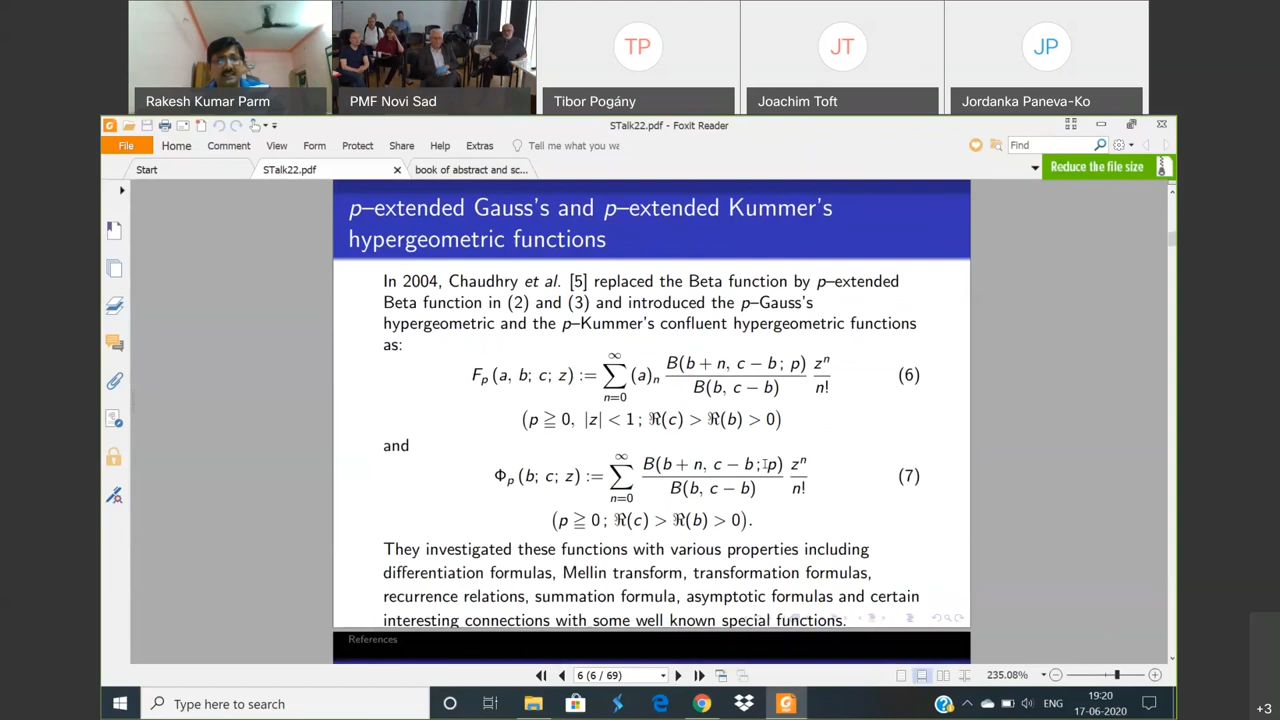 TP
JT
JP
Rakesh Kumar Parm
PMF Novi Sad
Tibor Pogány
Joachim Toft
Jordanka Paneva-Ko
STalk22.pdf - Foxit Reader
File Home Comment View Form Protect Share Help Extras Tell me what you wa Find
Start STalk22.pdf book of abstract and sc... Reduce the file size
p–extended Gauss's and p–extended Kummer's
hypergeometric functions
In 2004, Chaudhry et al. [5] replaced the Beta function by p–extended
Beta function in (2) and (3) and introduced the p–Gauss's
hypergeometric and the p–Kummer's confluent hypergeometric functions
as:
F_p (a, b; c; z) := ∑_{n=0}^{∞} (a)_n B(b + n, c − b; p) / B(b, c − b) z^n / n! (6)
(p ≧ 0, |z| < 1; ℜ(c) > ℜ(b) > 0)
and
Φ_p (b; c; z) := ∑_{n=0}^{∞} B(b + n, c − b; p) / B(b, c − b) z^n / n! (7)
(p ≧ 0; ℜ(c) > ℜ(b) > 0).
They investigated these functions with various properties including
differentiation formulas, Mellin transform, transformation formulas,
recurrence relations, summation formula, asymptotic formulas and certain
interesting connections with some well known special functions.
References
6 (6 / 69)
235.08%
Type here to search
ENG
19:20
17-06-2020
+3